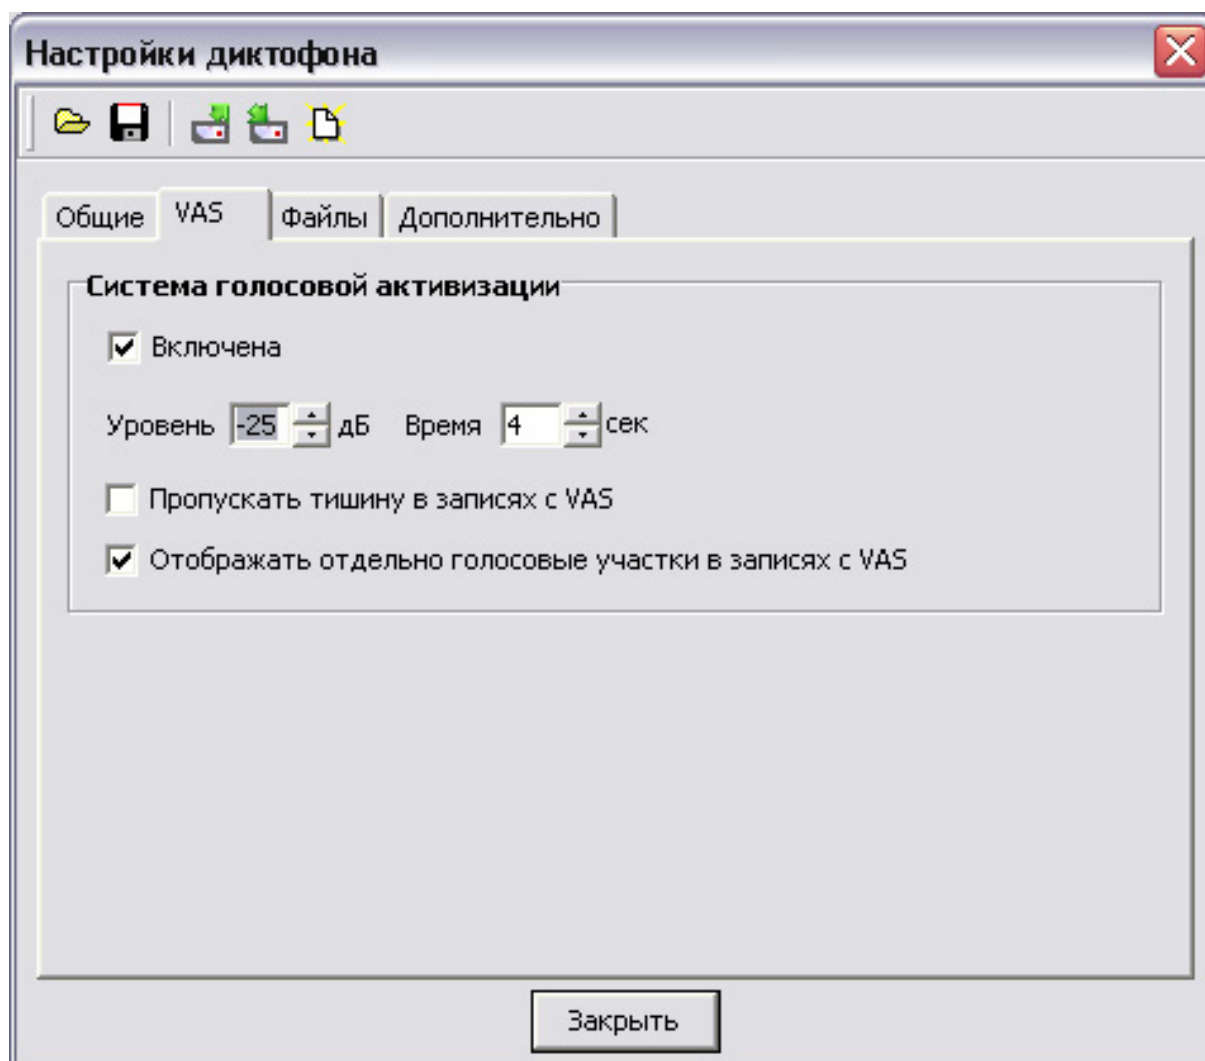 Настройки диктофона
Общие VAS Файлы Дополнительно
Система голосовой активизации
Включена
Уровень -25 дБ Время 4 сек
Пропускать тишину в записях с VAS
Отображать отдельно голосовые участки в записях с VAS
Закрыть